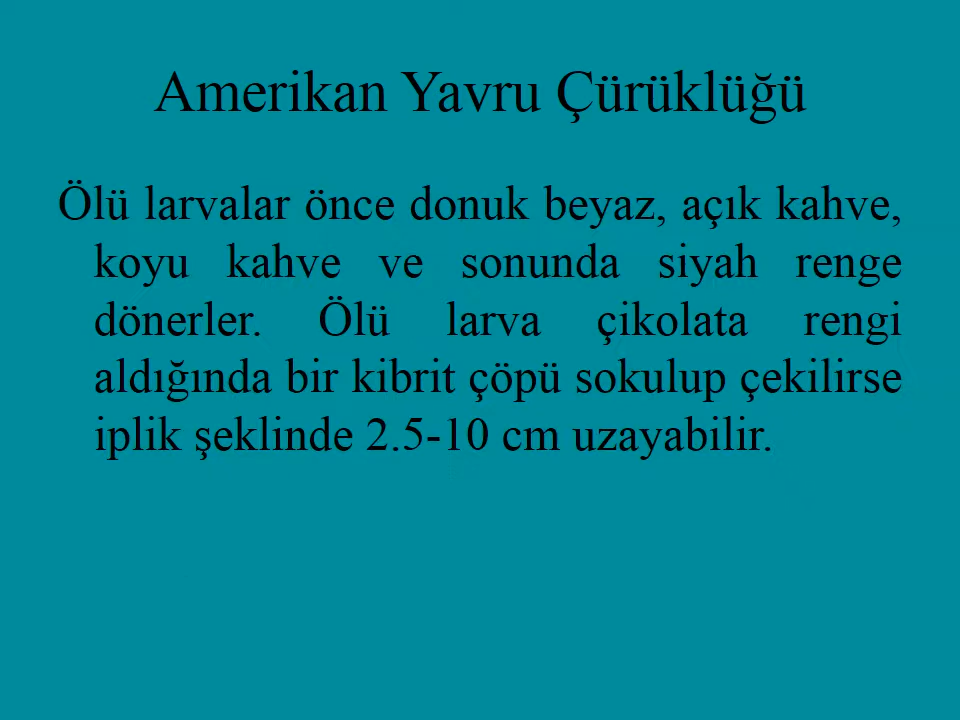 Amerikan Yavru Çürüklüğü
Ölü larvalar önce donuk beyaz, açık kahve,
koyu kahve ve sonunda siyah renge
dönerler. Ölü larva çikolata rengi
aldığında bir kibrit çöpü sokulup çekilirse
iplik şeklinde 2.5-10 cm uzayabilir.